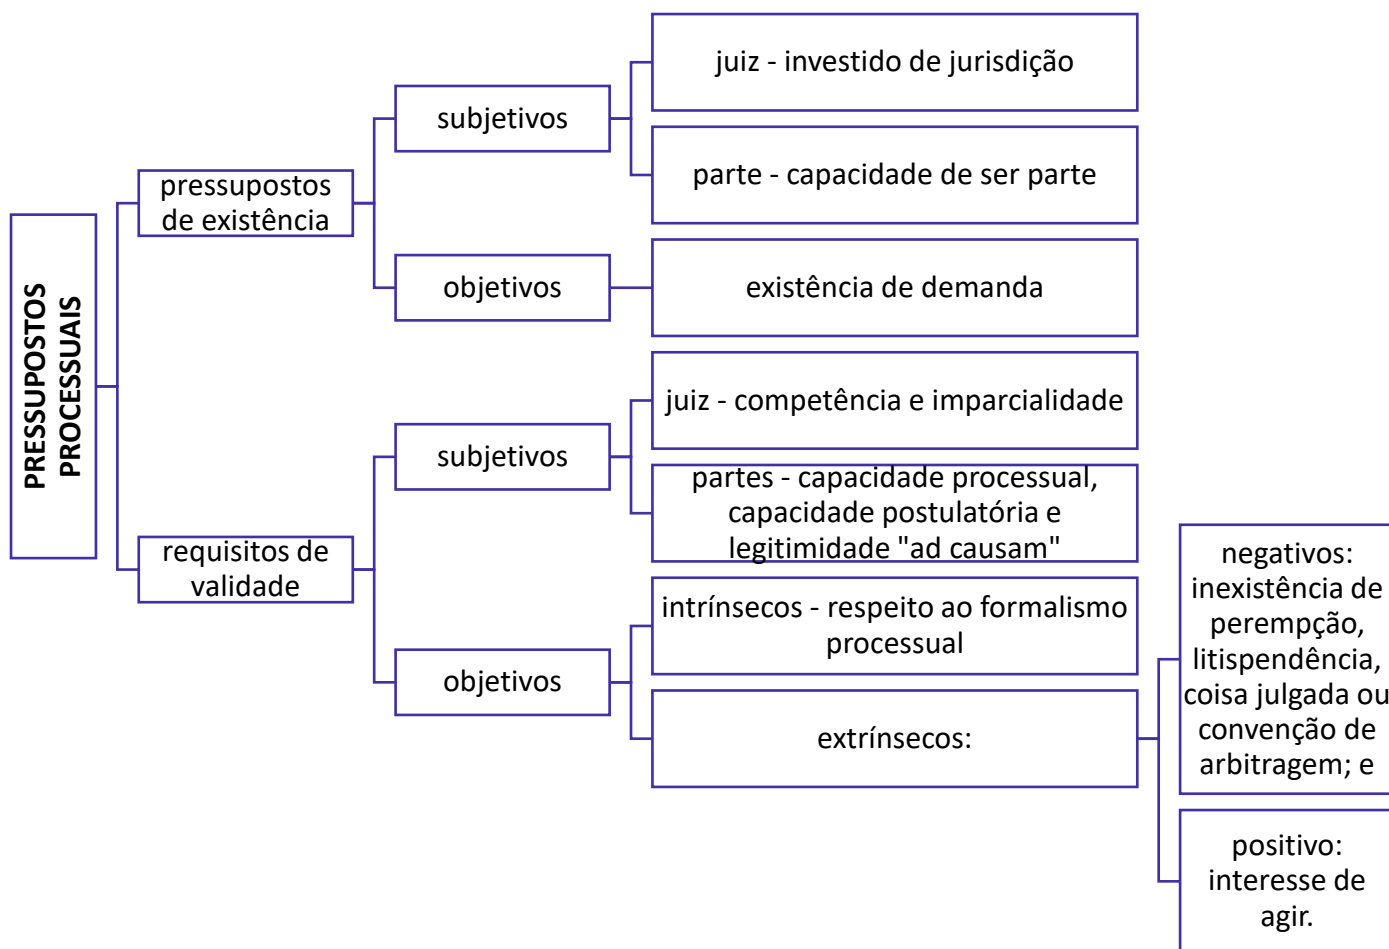 PRESSUPOSTOS
PROCESSUAIS
pressupostos
de existência
subjetivos
juiz - investido de jurisdição
parte - capacidade de ser parte
objetivos
existência de demanda
requisitos de
validade
subjetivos
juiz - competência e imparcialidade
partes - capacidade processual,
capacidade postulatória e
legitimidade "ad causam"
objetivos
intrínsecos - respeito ao formalismo
processual
extrínsecos:
negativos:
inexistência de
perempção,
litispendência,
coisa julgada ou
convenção de
arbitragem; e
positivo:
interesse de
agir.